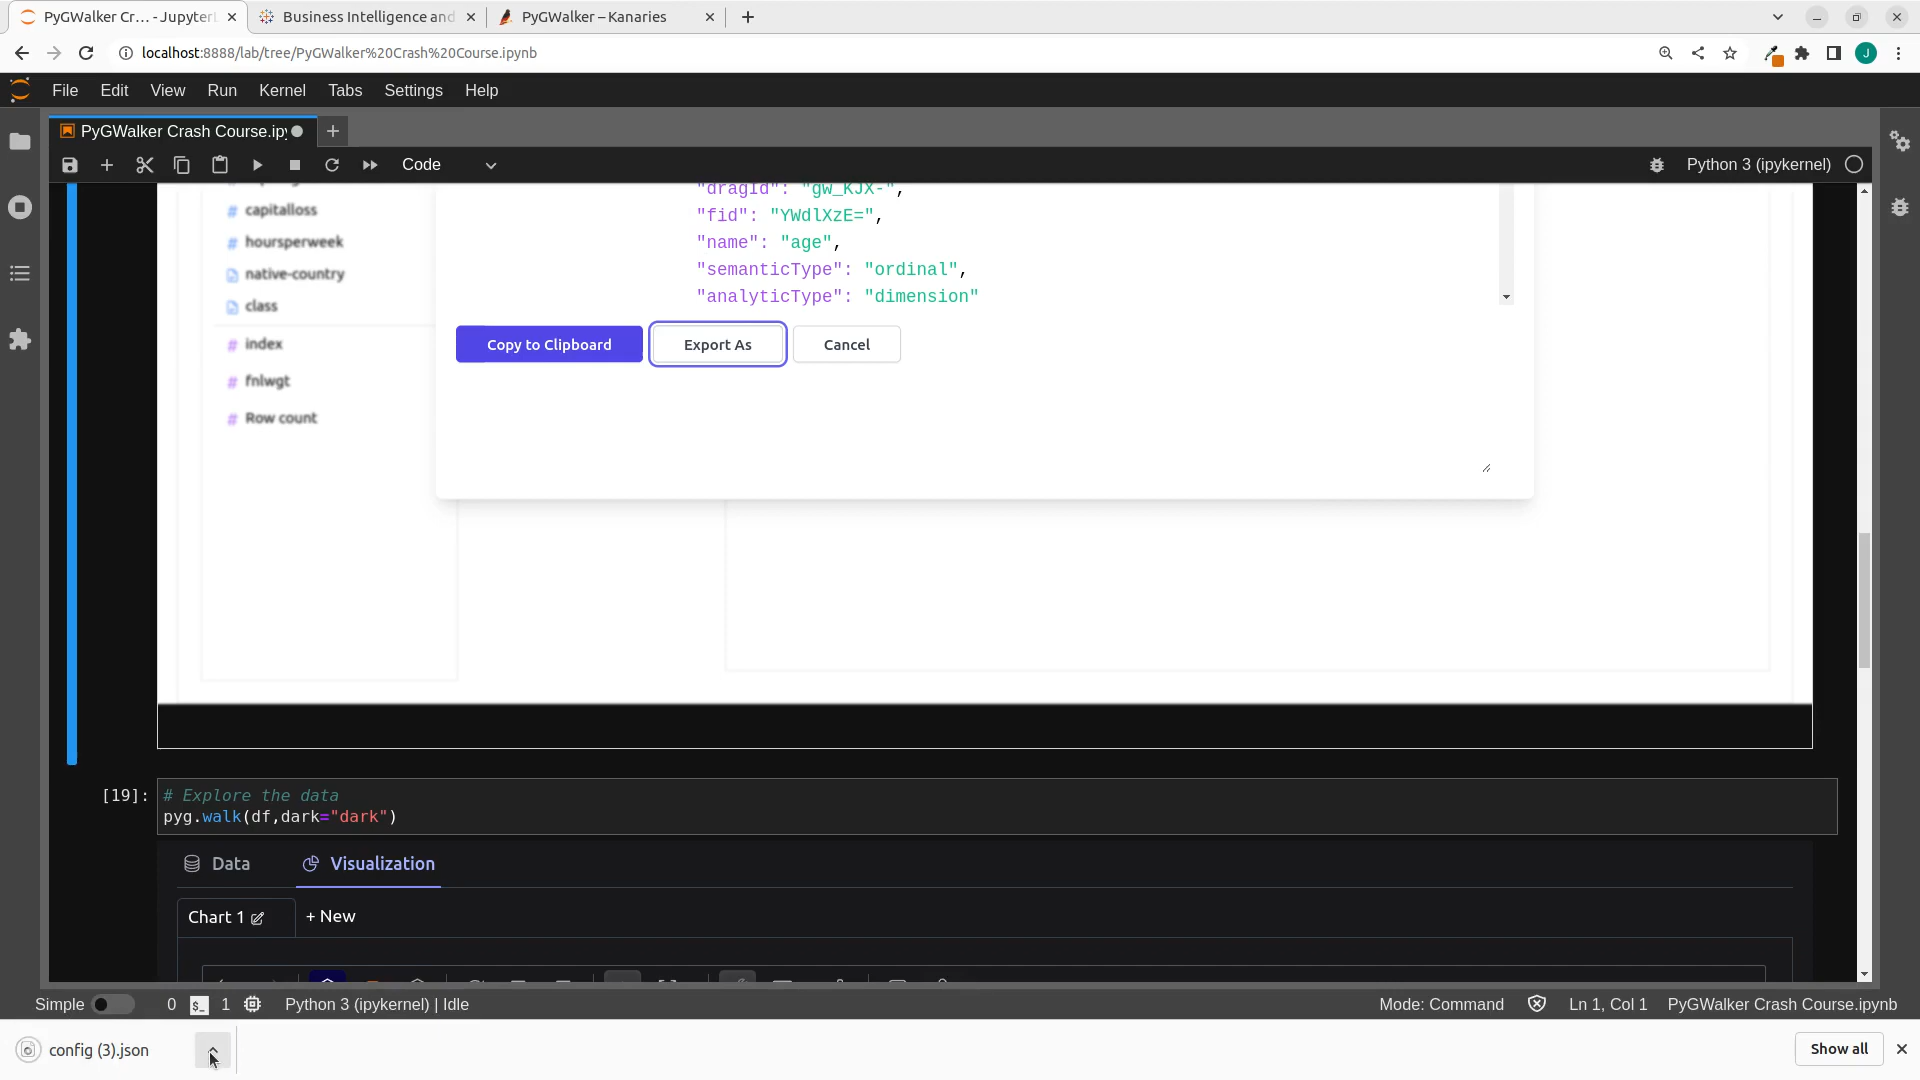 PyGWalker Cr… - JupyterL
Business Intelligence and
PyGWalker – Kanaries
localhost:8888/lab/tree/PyGWalker%20Crash%20Course.ipynb
J
File Edit View Run Kernel Tabs Settings Help
PyGWalker Crash Course.ipy
Code
Python 3 (ipykernel)
"dragId": "gw_KJX-",
capitalloss
"fid": "YWdlXzE=",
hoursperweek
"name": "age",
native-country
"semanticType": "ordinal",
class
"analyticType": "dimension"
index
Copy to Clipboard Export As Cancel
fnlwgt
Row count
[19]: # Explore the data
pyg.walk(df,dark="dark")
Data Visualization
Chart 1 + New
Simple 0 $_ 1 Python 3 (ipykernel) | Idle Mode: Command Ln 1, Col 1 PyGWalker Crash Course.ipynb
config (3).json Show all